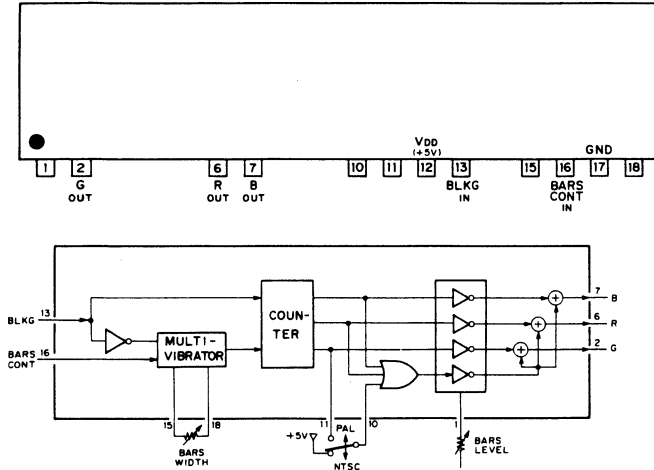 VDD
(+5V)
GND
1 2 6 7 10 11 12 13 15 16 17 18
G
OUT
R
OUT
B
OUT
BLKG
IN
BARS
CONT
IN
BLKG 13
BARS
CONT 16
MULTI-
VIBRATOR
COUN-
TER
7 B
6 R
2 G
15 18
BARS
WIDTH
11 10
+5V
PAL
NTSC
1
BARS
LEVEL